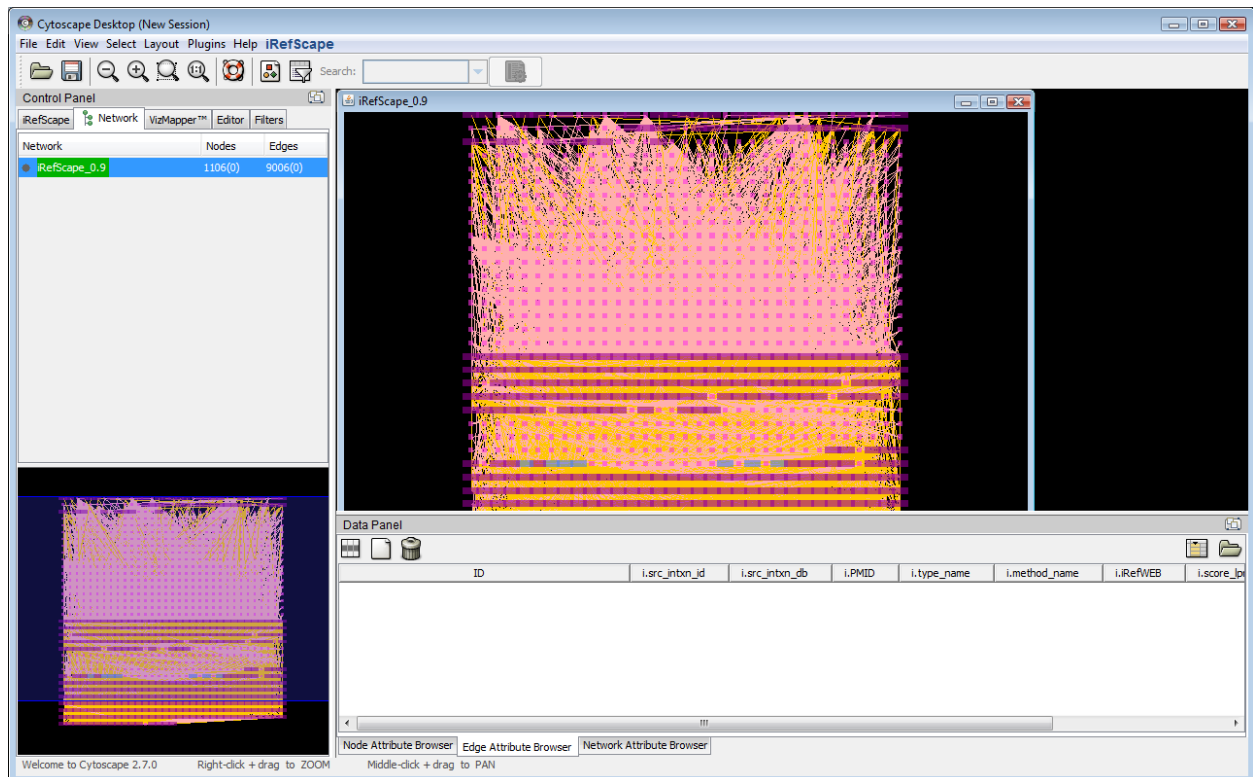 Cytoscape Desktop (New Session)
File Edit View Select Layout Plugins Help iRefScape
Search:
Control Panel
iRefScape Network VizMapper™ Editor Filters
Network Nodes Edges
iRefScape_0.9 1106(0) 9006(0)
iRefScape_0.9
Data Panel
ID i.src_intxn_id i.src_intxn_db i.PMID i.type_name i.method_name i.iRefWEB
Node Attribute Browser Edge Attribute Browser Network Attribute Browser
Welcome to Cytoscape 2.7.0 Right-click + drag to ZOOM Middle-click + drag to PAN